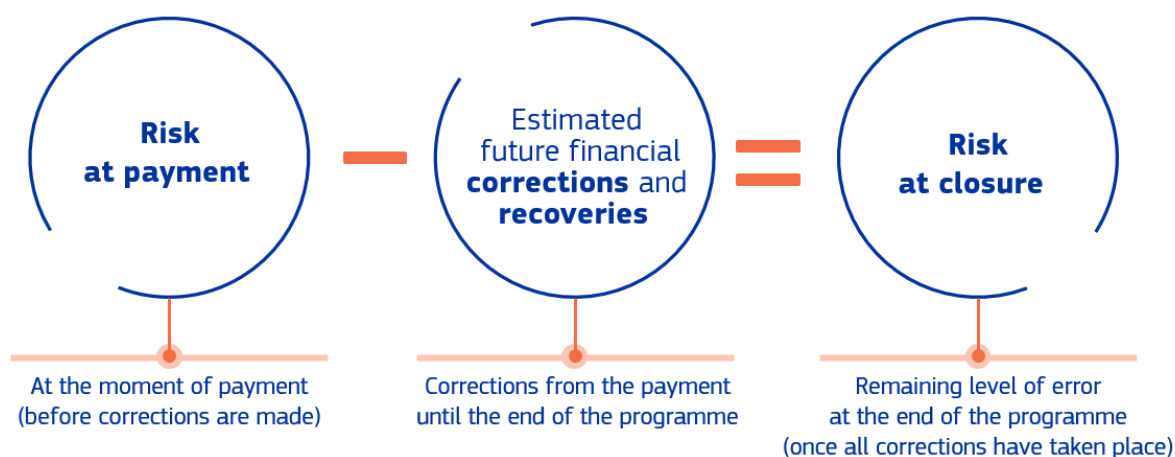 Risk
at payment
Estimated
future financial
corrections and
recoveries
Risk
at closure
At the moment of payment
(before corrections are made)
Corrections from the payment
until the end of the programme
Remaining level of error
at the end of the programme
(once all corrections have taken place)